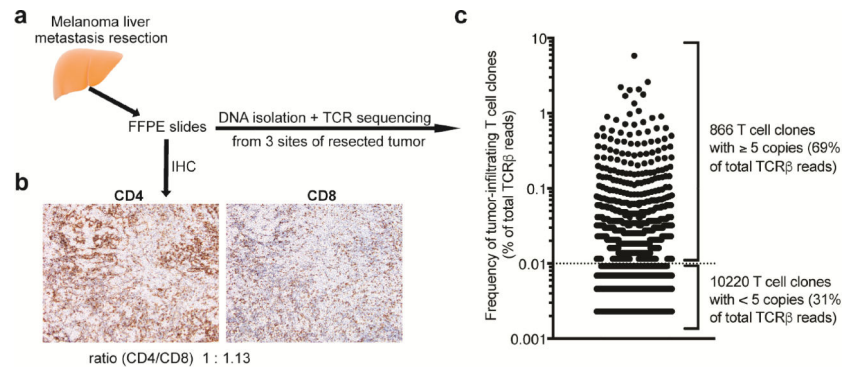 a
Melanoma liver
metastasis resection
FFPE slides
DNA isolation + TCR sequencing
from 3 sites of resected tumor
IHC
b
CD4
CD8
ratio (CD4/CD8) 1 : 1.13
c
Frequency of tumor-infiltrating T cell clones
(% of total TCRβ reads)
10
1
0.1
0.01
0.001
866 T cell clones
with ≥ 5 copies (69%
of total TCRβ reads)
10220 T cell clones
with < 5 copies (31%
of total TCRβ reads)